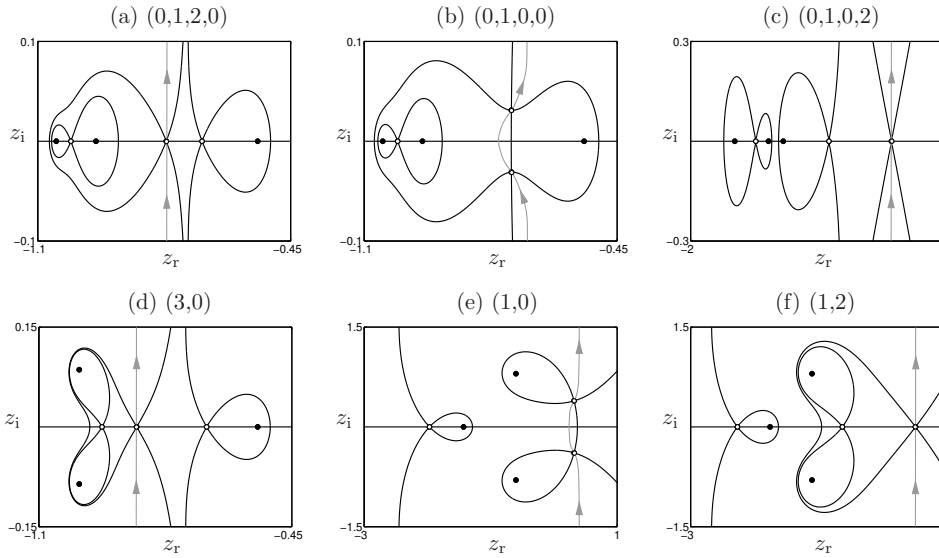 (a) (0,1,2,0)
(b) (0,1,0,0)
(c) (0,1,0,2)
0.1
z_i
-0.1
-1.1
z_r
-0.45
0.1
z_i
-0.1
-1.1
z_r
-0.45
0.3
z_i
-0.3
-2
z_r
(d) (3,0)
(e) (1,0)
(f) (1,2)
0.15
z_i
-0.15
-1.1
z_r
-0.45
1.5
z_i
-1.5
-3
z_r
1
1.5
z_i
-1.5
-3
z_r